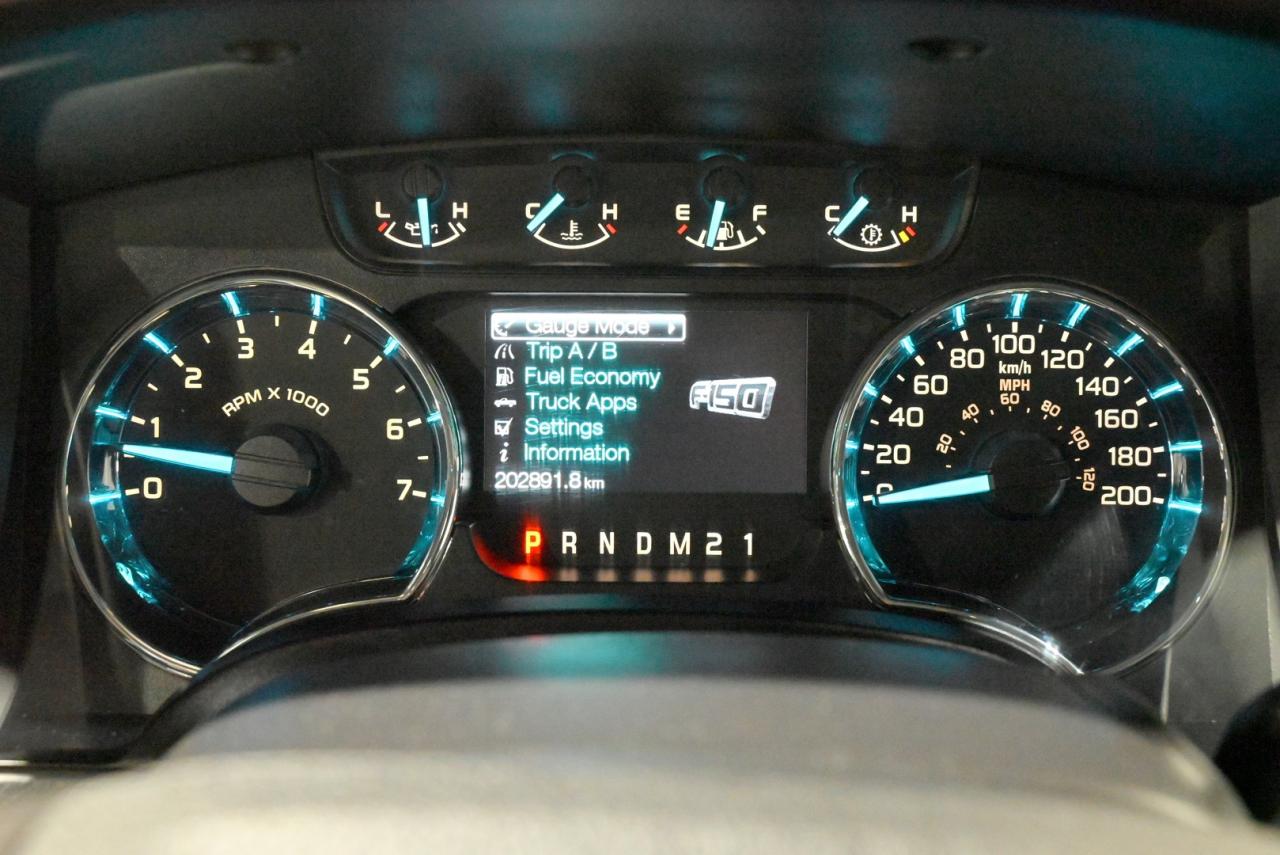 L H C H E F C H
Gauge Mode
Trip A / B
Fuel Economy
Truck Apps
Settings
Information
202891.8 km
F-150
P R N D M 2 1
0 1 2 3 4 5 6 7
RPM X 1000
0 20 40 60 80 100 120 140 160 180 200
km/h
MPH
20 40 60 80 100 120